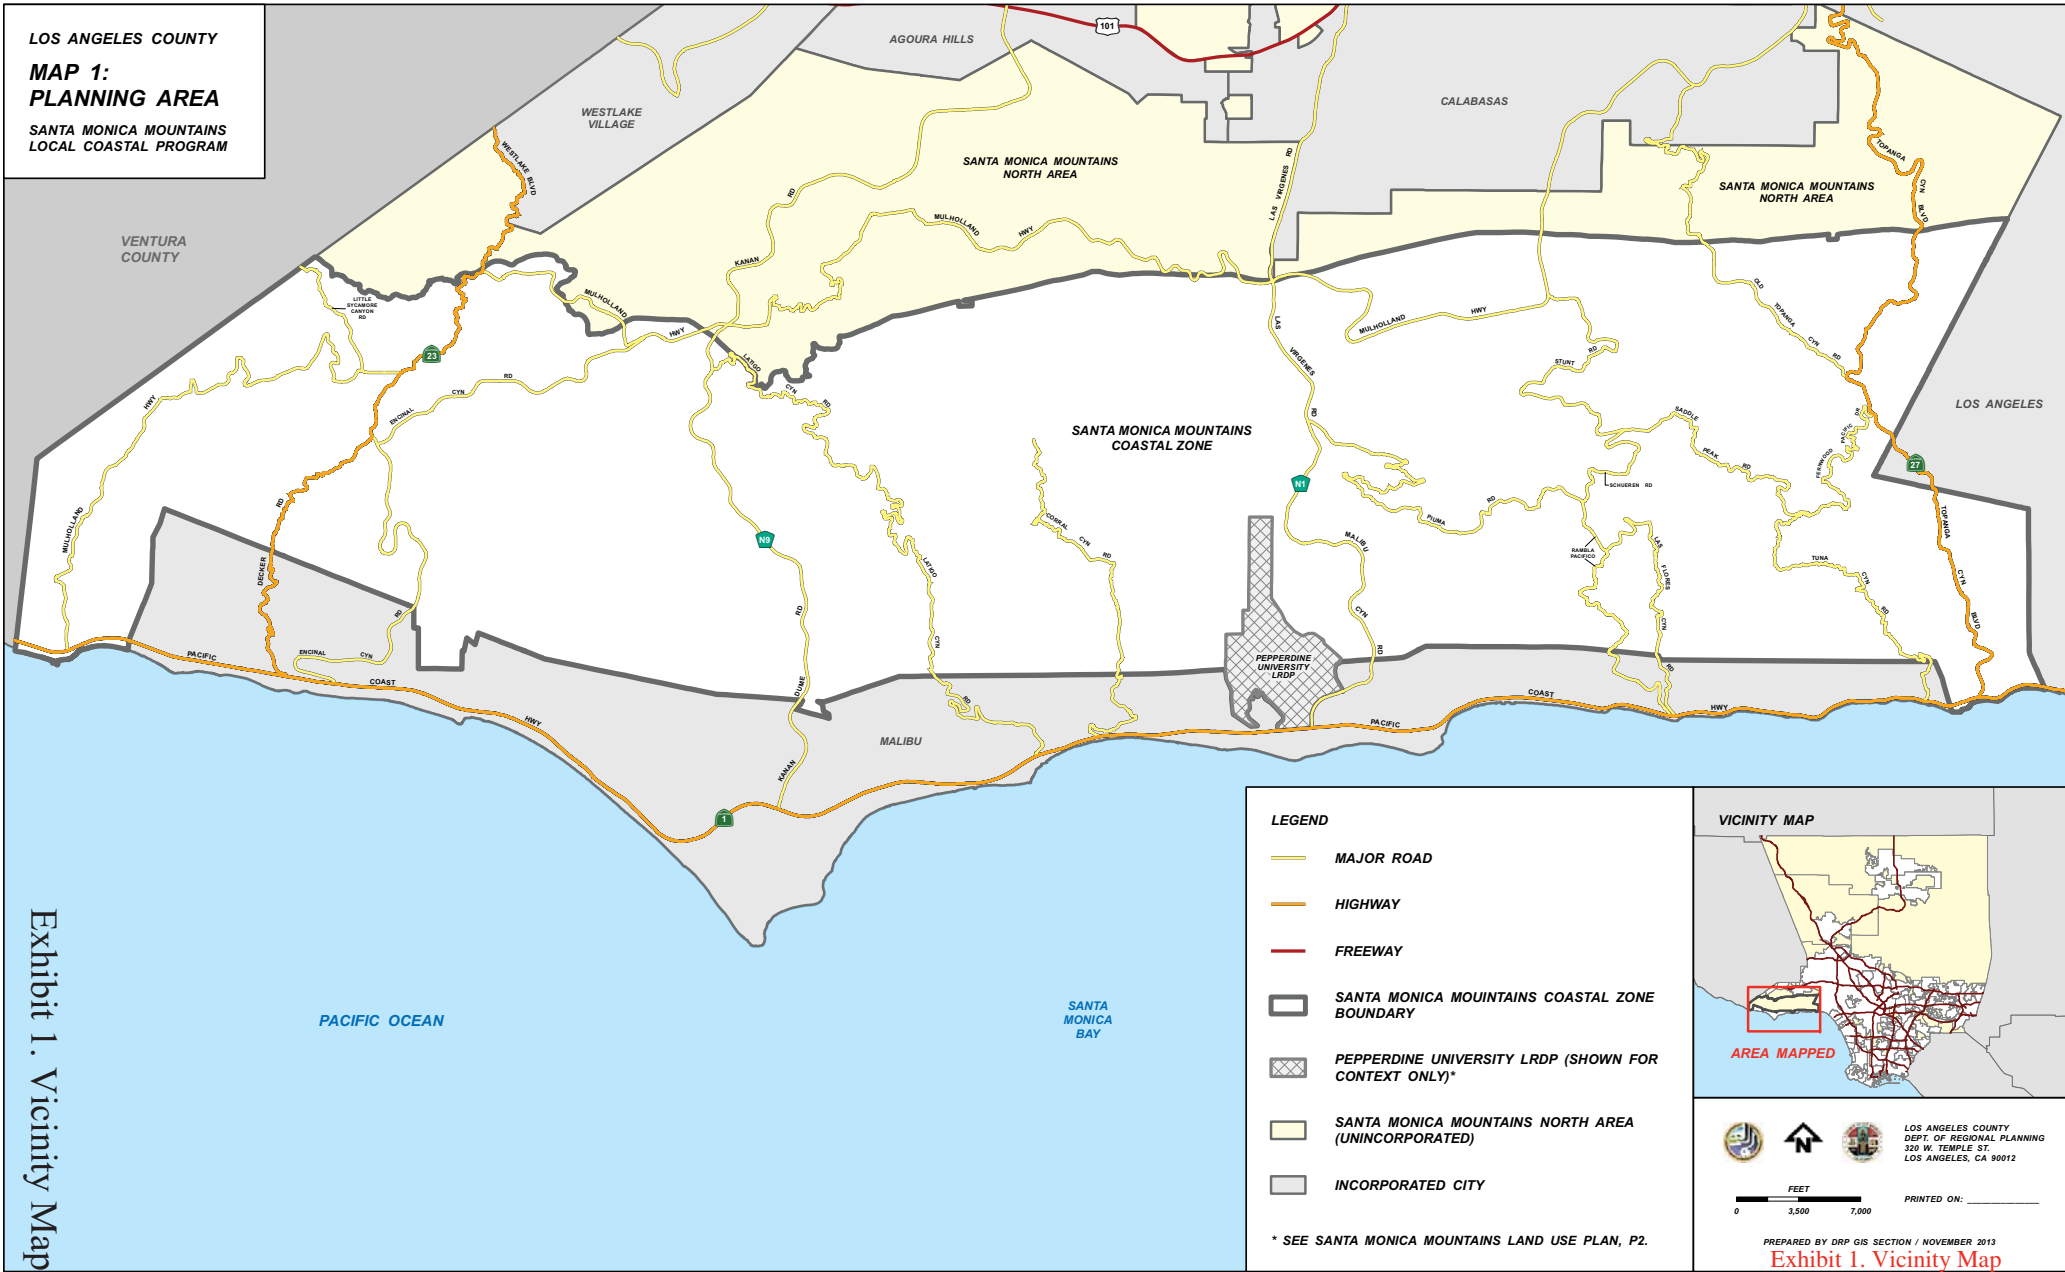 LOS ANGELES COUNTY
MAP 1:
PLANNING AREA
SANTA MONICA MOUNTAINS
LOCAL COASTAL PROGRAM
101
AGOURA HILLS
WESTLAKE
VILLAGE
CALABASAS
WESTLAKE BLVD
SANTA MONICA MOUNTAINS
NORTH AREA
SANTA MONICA MOUNTAINS
NORTH AREA
TOPANGA
CYN
BLVD
LAS VIRGENES RD
VENTURA
COUNTY
RD
KANAN
MULHOLLAND
HWY
LITTLE
SYCAMORE
CANYON
RD
MULHOLLAND
HWY
23
LAS
VIRGENES
RD
MULHOLLAND
HWY
OLD
TOPANGA
CYN
RD
STUNT
RD
LATIGO
CYN
RD
ENCINAL
CYN
RD
HWY
MULHOLLAND
LOS ANGELES
SANTA MONICA MOUNTAINS
COASTAL ZONE
SADDLE
PEAK
RD
FERNWOOD
PACIFIC
DR
27
N1
SCHUEREN RD
PIUMA
RD
CORRAL
CYN
RD
N9
DECKER
RD
LATIGO
CYN
RD
MALIBU
CYN
RD
RAMBLA
PACIFICO
LAS
FLORES
CYN
RD
TUNA
CYN
RD
TOPANGA
CYN
BLVD
RD
ENCINAL
CYN
PACIFIC
COAST
HWY
RD
DUME
KANAN
PEPPERDINE
UNIVERSITY
LRDP
MALIBU
PACIFIC
COAST
HWY
1
PACIFIC OCEAN
SANTA
MONICA
BAY
LEGEND
MAJOR ROAD
HIGHWAY
FREEWAY
SANTA MONICA MOUNTAINS COASTAL ZONE
BOUNDARY
PEPPERDINE UNIVERSITY LRDP (SHOWN FOR
CONTEXT ONLY)*
SANTA MONICA MOUNTAINS NORTH AREA
(UNINCORPORATED)
INCORPORATED CITY
* SEE SANTA MONICA MOUNTAINS LAND USE PLAN, P2.
VICINITY MAP
AREA MAPPED
N
LOS ANGELES COUNTY
DEPT. OF REGIONAL PLANNING
320 W. TEMPLE ST.
LOS ANGELES, CA 90012
FEET
0 3,500 7,000
PRINTED ON: ______________
PREPARED BY DRP GIS SECTION / NOVEMBER 2013
Exhibit 1. Vicinity Map
Exhibit 1. Vicinity Map